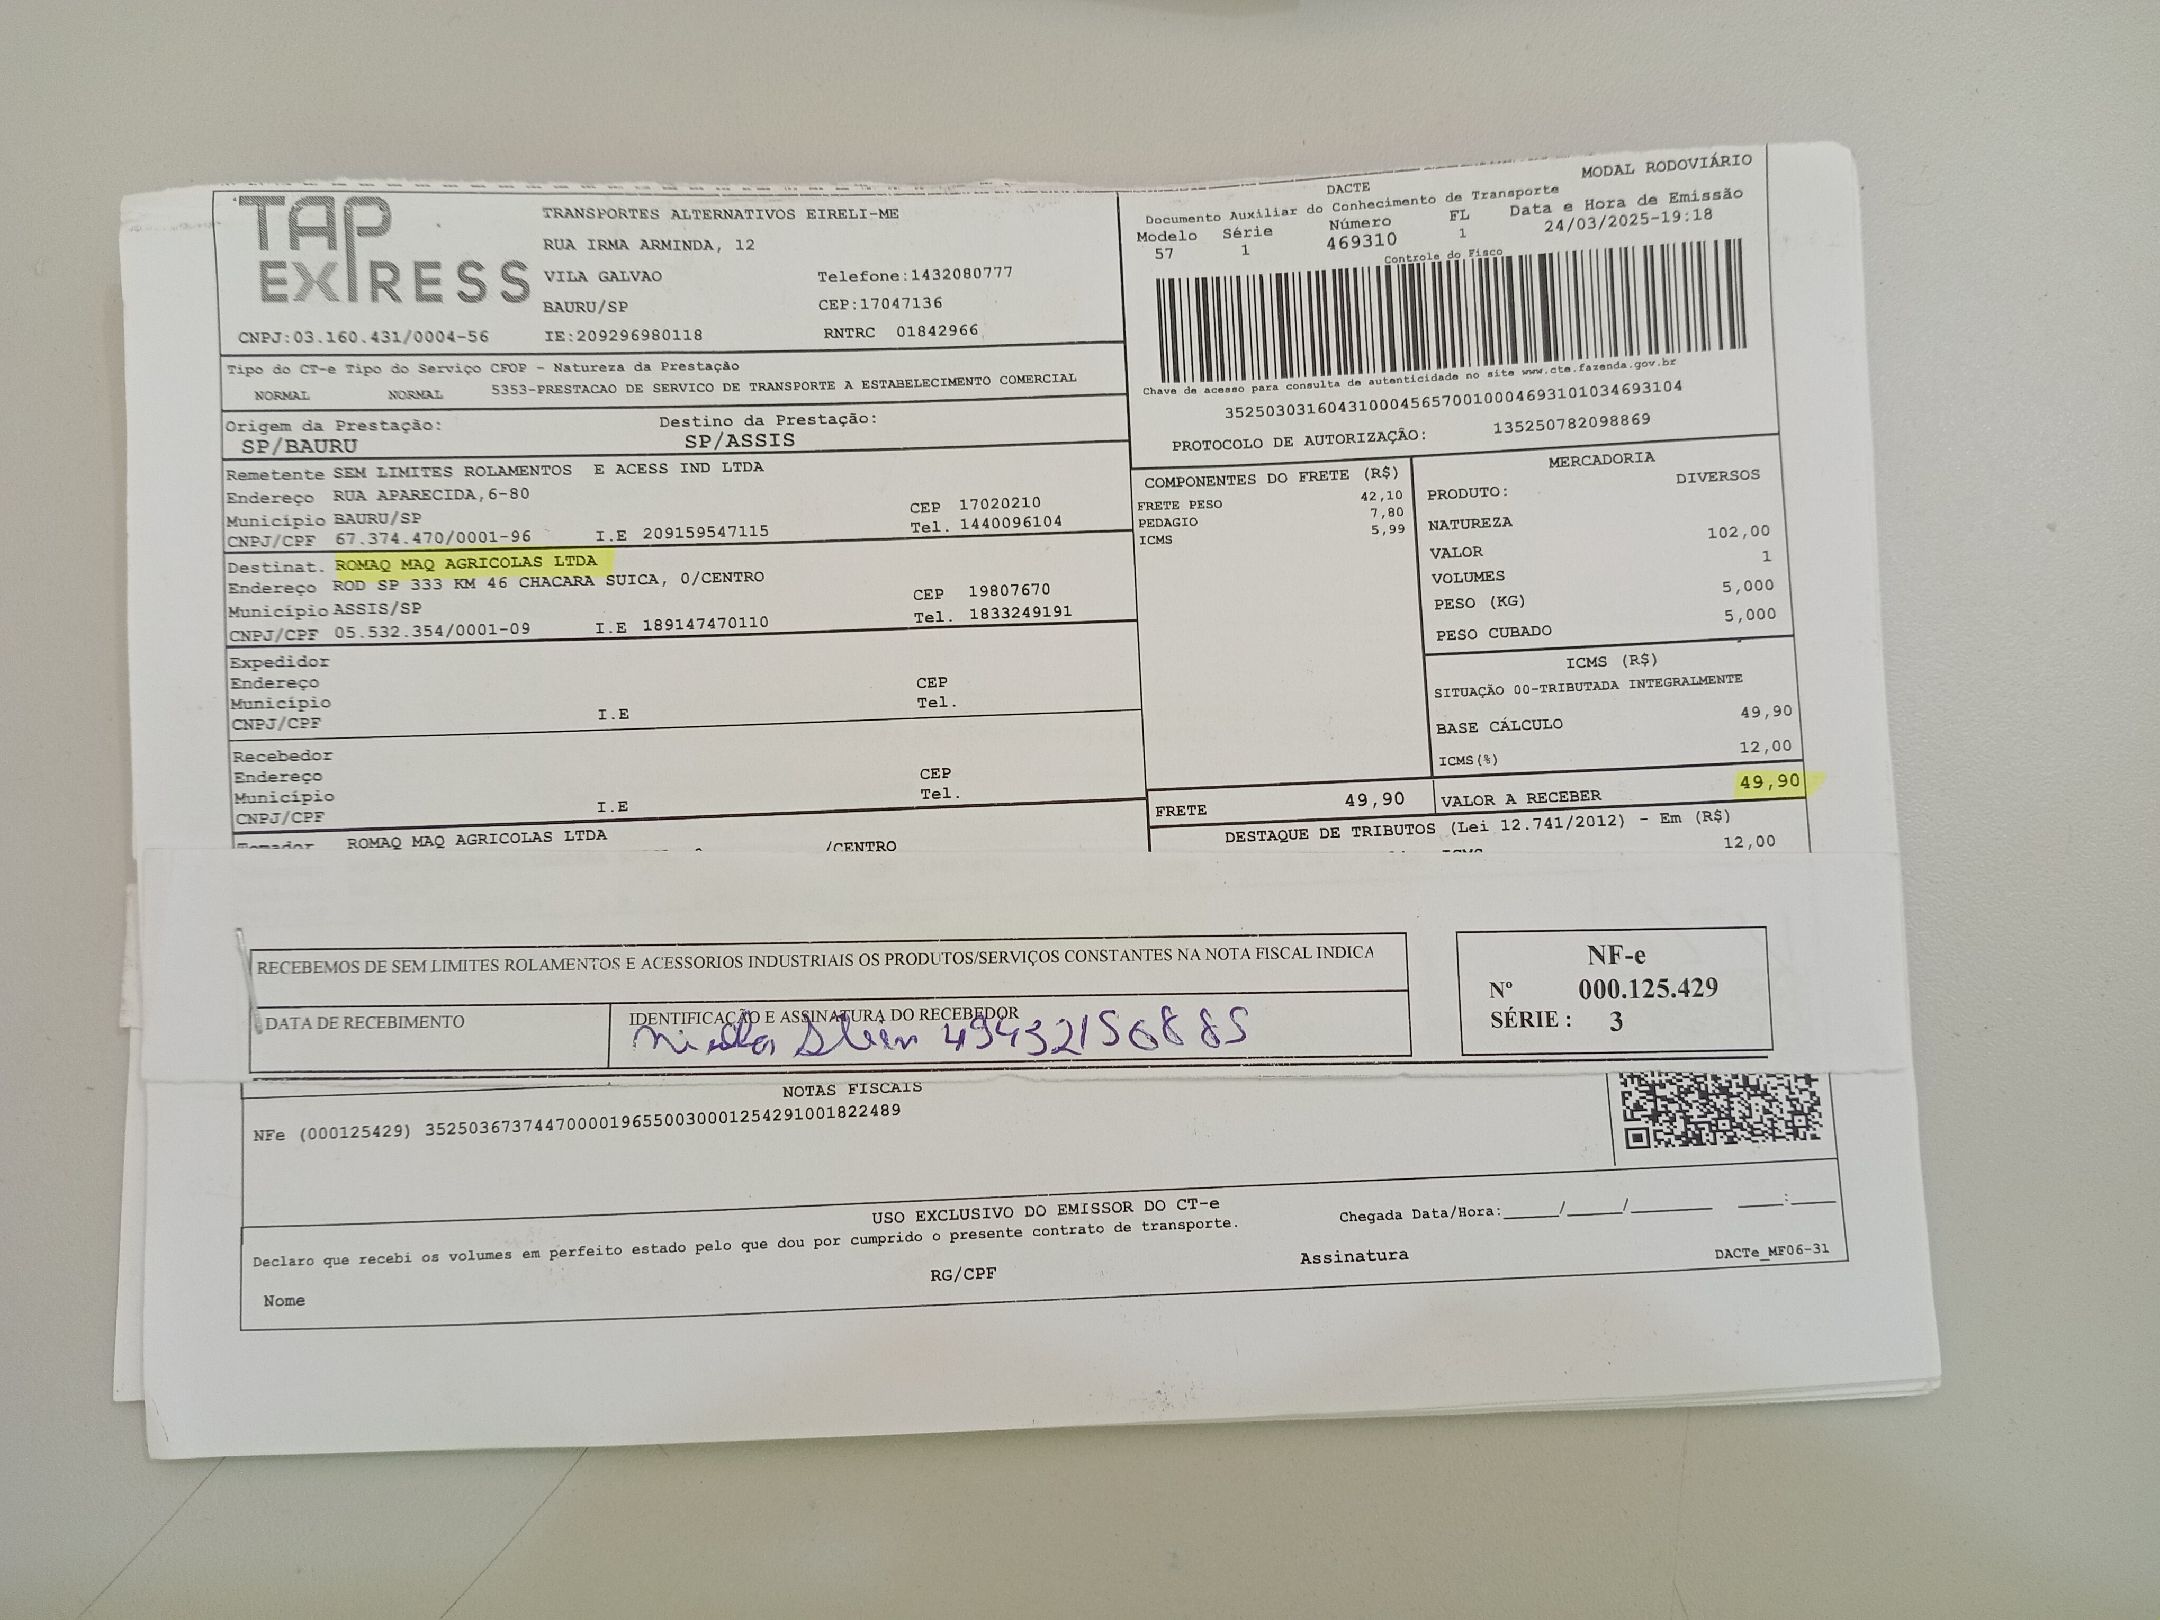 TAP EXPRESS
CNPJ:03.160.431/0004-56
TRANSPORTES ALTERNATIVOS EIRELI-ME
RUA IRMA ARMINDA, 12
VILA GALVAO Telefone:1432080777
BAURU/SP CEP:17047136
IE:209296980118 RNTRC 01842966
MODAL RODOVIÁRIO
DACTE
Documento Auxiliar do Conhecimento de Transporte
Modelo Série Número FL Data e Hora de Emissão
57 1 469310 1 24/03/2025-19:18
Controle do Fisco
Chave de acesso para consulta de autenticidade no site www.cte.fazenda.gov.br
35250303160431000456570010004693101034693104
PROTOCOLO DE AUTORIZAÇÃO: 135250782098869
Tipo do CT-e Tipo do Serviço CFOP - Natureza da Prestação
NORMAL NORMAL 5353-PRESTACAO DE SERVICO DE TRANSPORTE A ESTABELECIMENTO COMERCIAL
Origem da Prestação: Destino da Prestação:
SP/BAURU SP/ASSIS
Remetente SEM LIMITES ROLAMENTOS E ACESS IND LTDA
Endereço RUA APARECIDA,6-80 CEP 17020210
Município BAURU/SP Tel. 1440096104
CNPJ/CPF 67.374.470/0001-96 I.E 209159547115
Destinat. ROMAQ MAQ AGRICOLAS LTDA
Endereço ROD SP 333 KM 46 CHACARA SUICA, 0/CENTRO CEP 19807670
Município ASSIS/SP Tel. 1833249191
CNPJ/CPF 05.532.354/0001-09 I.E 189147470110
Expedidor
Endereço CEP
Município Tel.
CNPJ/CPF I.E
Recebedor
Endereço CEP
Município Tel.
CNPJ/CPF I.E
Tomador ROMAQ MAQ AGRICOLAS LTDA
/CENTRO
COMPONENTES DO FRETE (R$)
FRETE PESO 42,10
PEDAGIO 7,80
ICMS 5,99
MERCADORIA
PRODUTO: DIVERSOS
NATUREZA
VALOR 102,00
VOLUMES 1
PESO (KG) 5,000
PESO CUBADO 5,000
ICMS (R$)
SITUAÇÃO 00-TRIBUTADA INTEGRALMENTE
BASE CÁLCULO 49,90
ICMS(%) 12,00
FRETE 49,90 VALOR A RECEBER 49,90
DESTAQUE DE TRIBUTOS (Lei 12.741/2012) - Em (R$)
ICMS 12,00
RECEBEMOS DE SEM LIMITES ROLAMENTOS E ACESSORIOS INDUSTRIAIS OS PRODUTOS/SERVIÇOS CONSTANTES NA NOTA FISCAL INDICA
DATA DE RECEBIMENTO IDENTIFICAÇÃO E ASSINATURA DO RECEBEDOR
49432156885
NF-e
Nº 000.125.429
SÉRIE : 3
NOTAS FISCAIS
NFe (000125429) 35250367374470000196550030001254291001822489
USO EXCLUSIVO DO EMISSOR DO CT-e
Declaro que recebi os volumes em perfeito estado pelo que dou por cumprido o presente contrato de transporte.
Chegada Data/Hora:_____/_____/_______ ____:____
Nome RG/CPF Assinatura DACTe_MF06-31